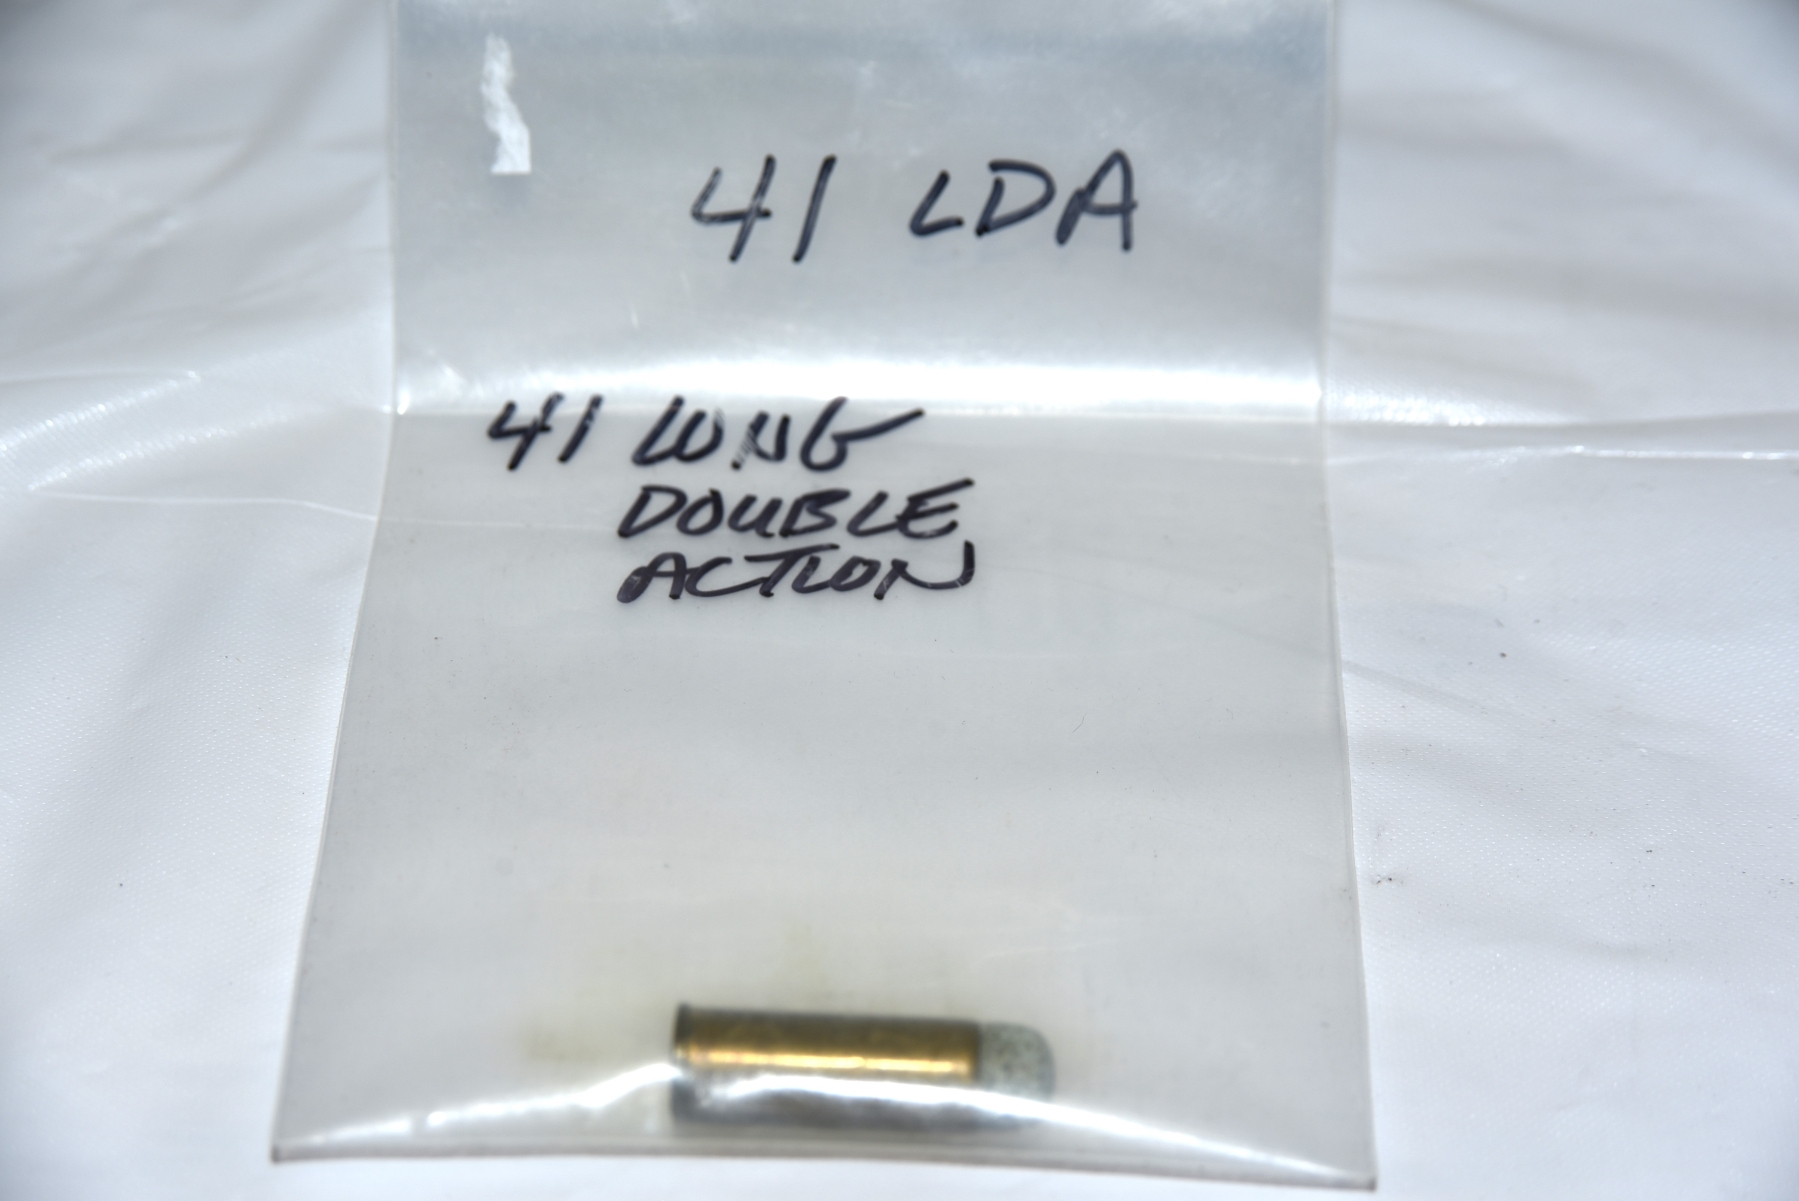 41 LDA
41 LONG
DOUBLE
ACTION